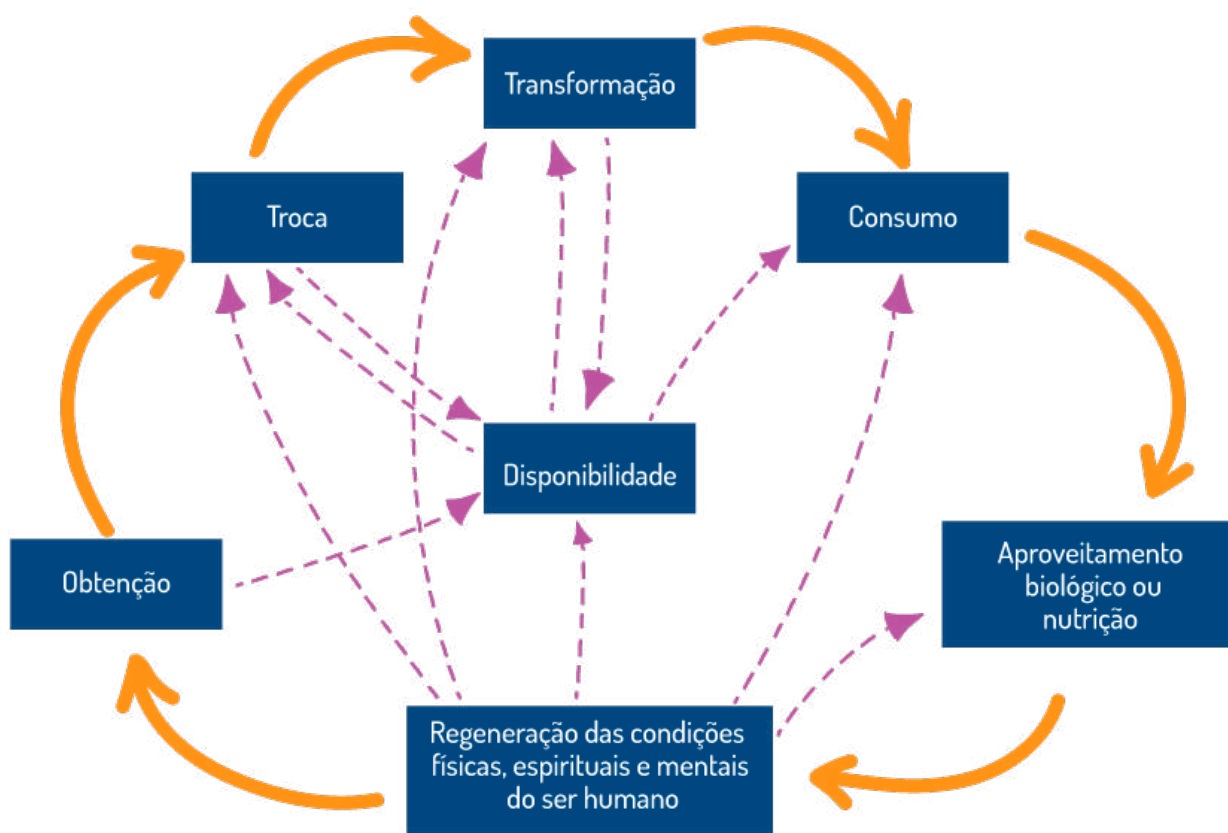 Transformação
Troca
Consumo
Disponibilidade
Obtenção
Aproveitamento
biológico ou
nutrição
Regeneração das condições
físicas, espirituais e mentais
do ser humano